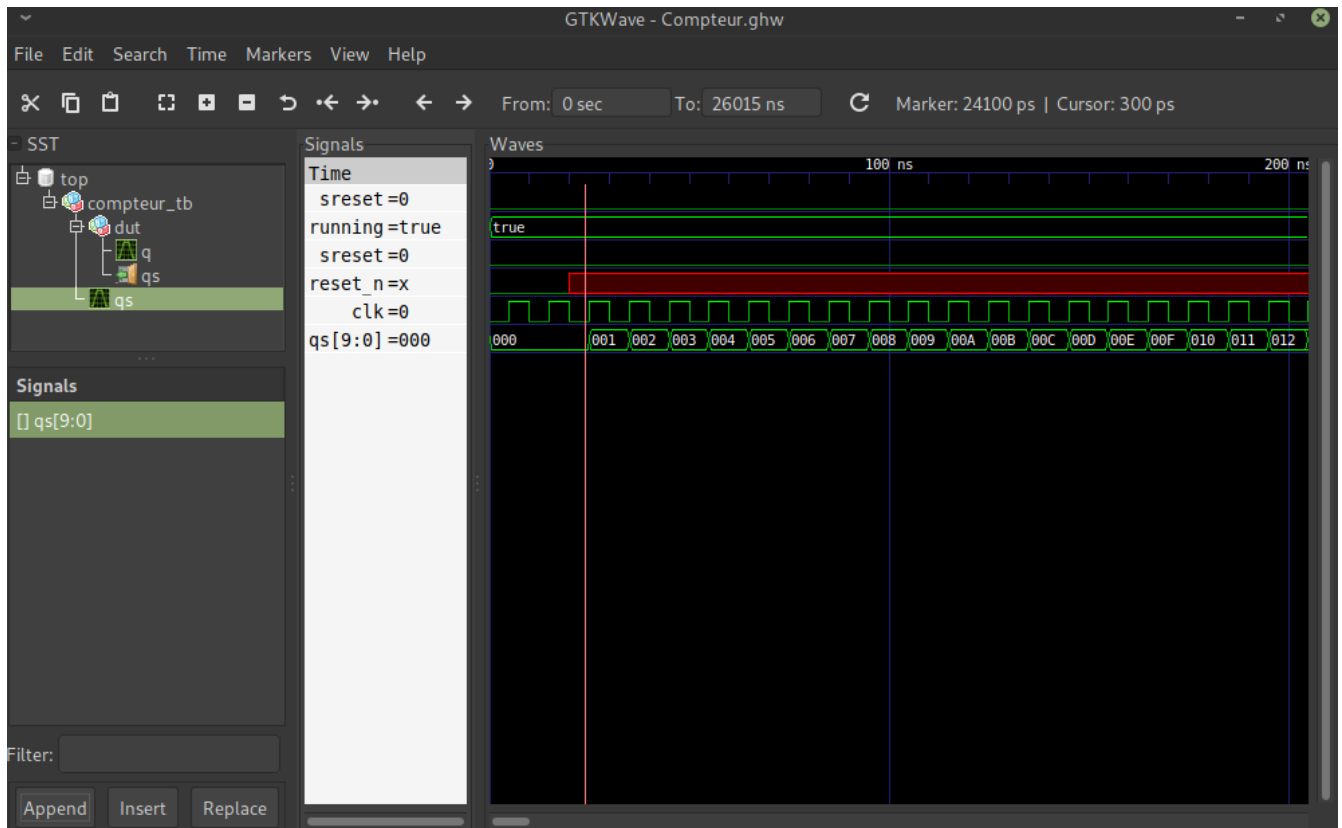 GTKWave - Compteur.ghw
File Edit Search Time Markers View Help
From: 0 sec To: 26015 ns Marker: 24100 ps | Cursor: 300 ps
SST
top
compteur_tb
dut
q
qs
qs
Signals
[] qs[9:0]
Filter:
Append Insert Replace
Signals
Time
sreset=0
running=true
sreset=0
reset_n=x
clk=0
qs[9:0]=000
Waves
0 100 ns 200 ns
true
000 001 002 003 004 005 006 007 008 009 00A 00B 00C 00D 00E 00F 010 011 012